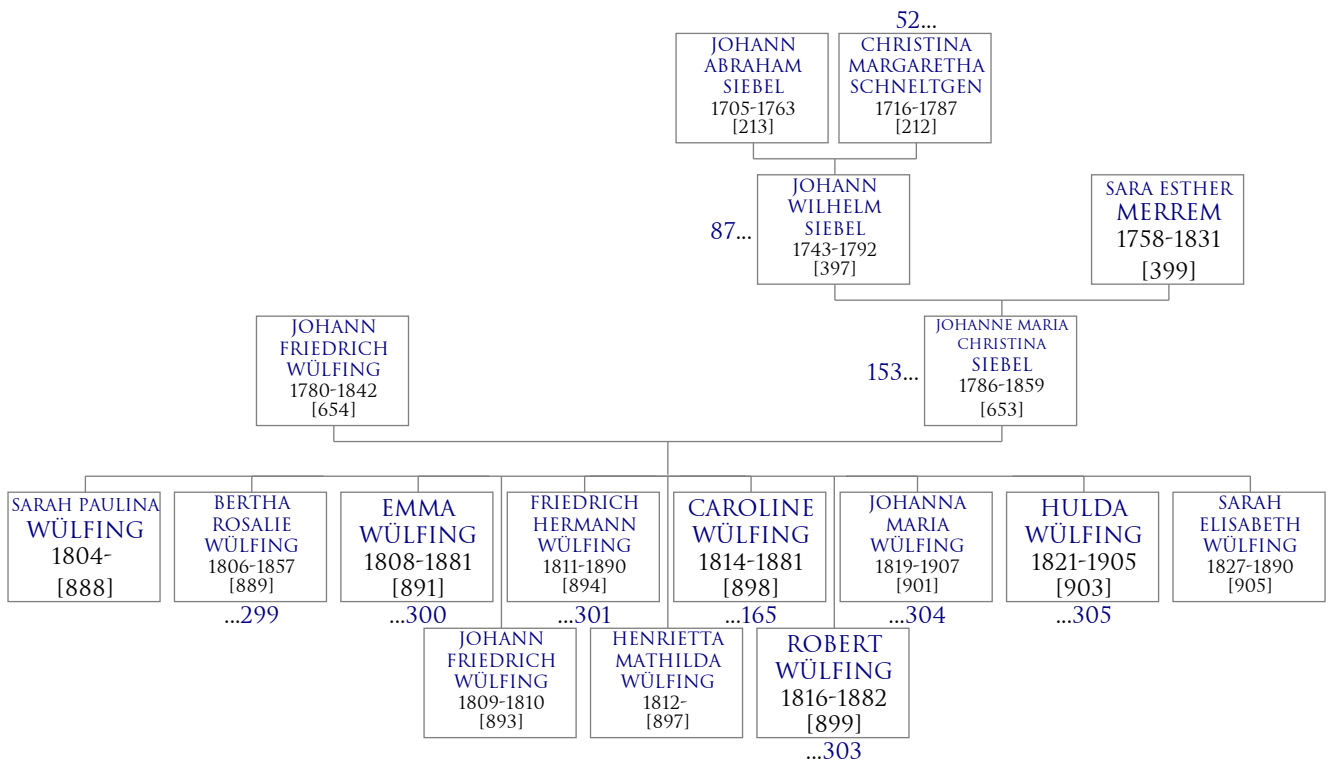 52...
JOHANN
ABRAHAM
SIEBEL
1705-1763
[213]
CHRISTINA
MARGARETHA
SCHNELTGEN
1716-1787
[212]
87...
JOHANN
WILHELM
SIEBEL
1743-1792
[397]
SARA ESTHER
MERREM
1758-1831
[399]
JOHANN
FRIEDRICH
WÜLFING
1780-1842
[654]
153...
JOHANNE MARIA
CHRISTINA
SIEBEL
1786-1859
[653]
SARAH PAULINA
WÜLFING
1804-
[888]
BERTHA
ROSALIE
WÜLFING
1806-1857
[889]
...299
EMMA
WÜLFING
1808-1881
[891]
...300
FRIEDRICH
HERMANN
WÜLFING
1811-1890
[894]
...301
CAROLINE
WÜLFING
1814-1881
[898]
...165
JOHANNA
MARIA
WÜLFING
1819-1907
[901]
...304
HULDA
WÜLFING
1821-1905
[903]
...305
SARAH
ELISABETH
WÜLFING
1827-1890
[905]
JOHANN
FRIEDRICH
WÜLFING
1809-1810
[893]
HENRIETTA
MATHILDA
WÜLFING
1812-
[897]
ROBERT
WÜLFING
1816-1882
[899]
...303